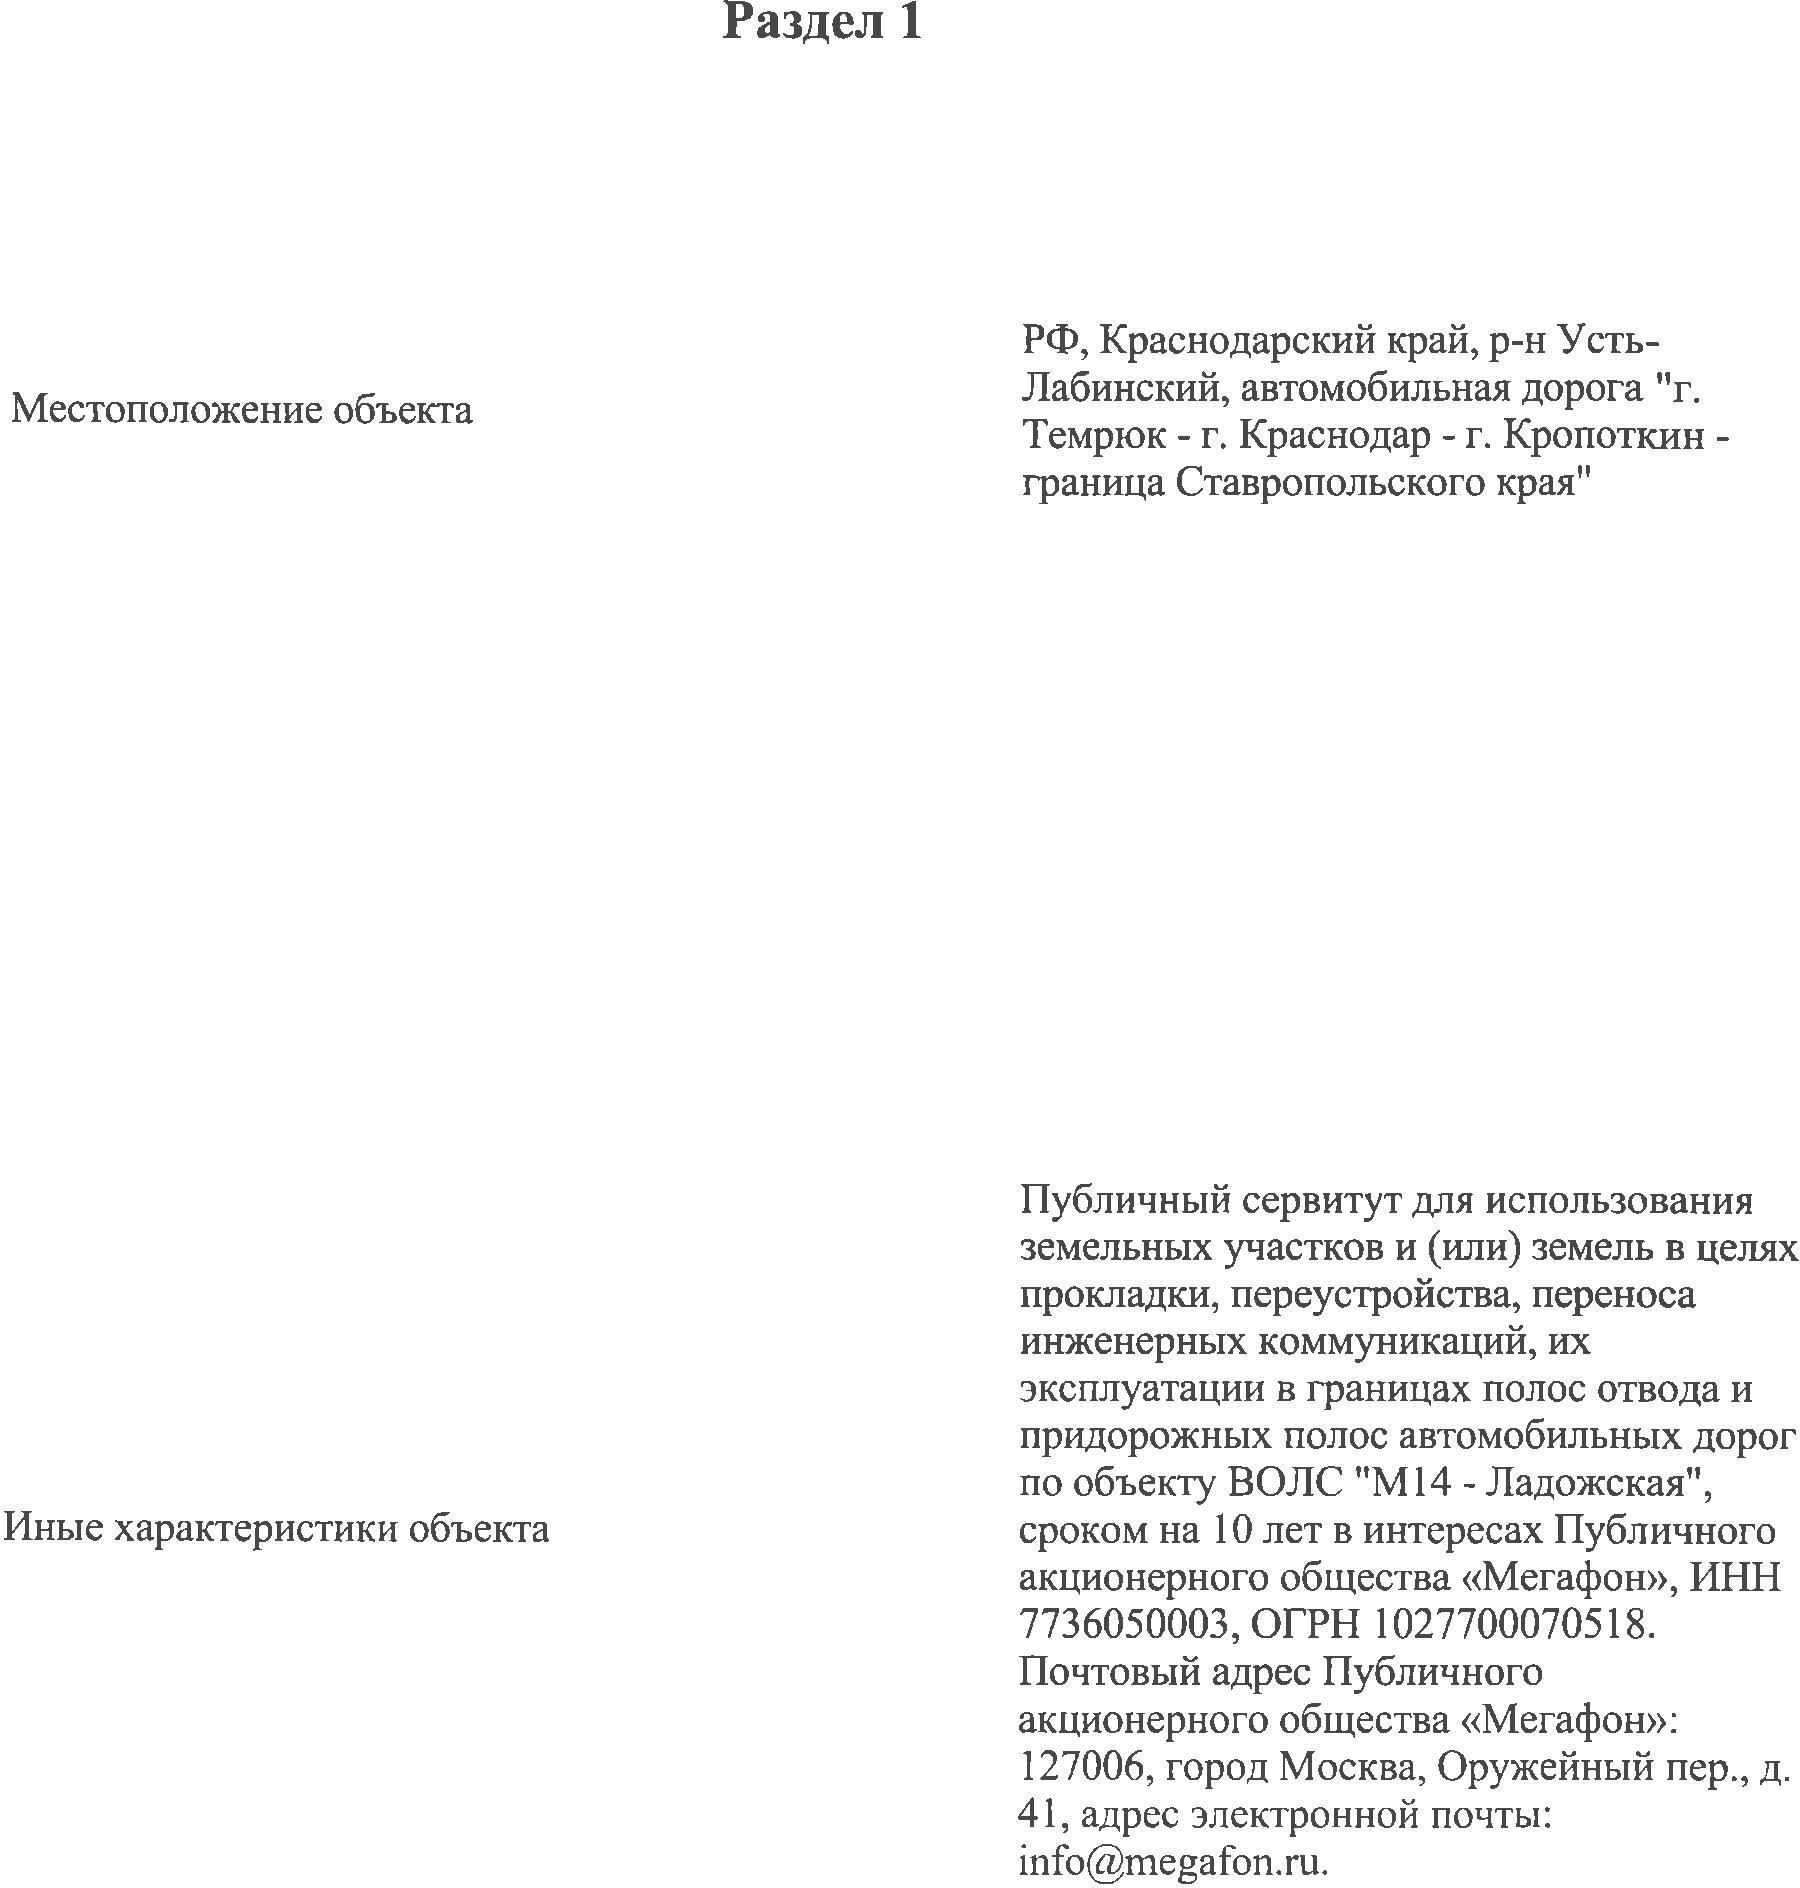 Раздел 1
Местоположение объекта
РФ, Краснодарский край, р-н Усть-
Лабинский, автомобильная дорога "г.
Темрюк - г. Краснодар - г. Кропоткин -
граница Ставропольского края"
Иные характеристики объекта
Публичный сервитут для использования
земельных участков и (или) земель в целях
прокладки, переустройства, переноса
инженерных коммуникаций, их
эксплуатации в границах полос отвода и
придорожных полос автомобильных дорог
по объекту ВОЛС "М14 - Ладожская",
сроком на 10 лет в интересах Публичного
акционерного общества «Мегафон», ИНН
7736050003, ОГРН 1027700070518.
Почтовый адрес Публичного
акционерного общества «Мегафон»:
127006, город Москва, Оружейный пер., д.
41, адрес электронной почты:
info@megafon.ru.